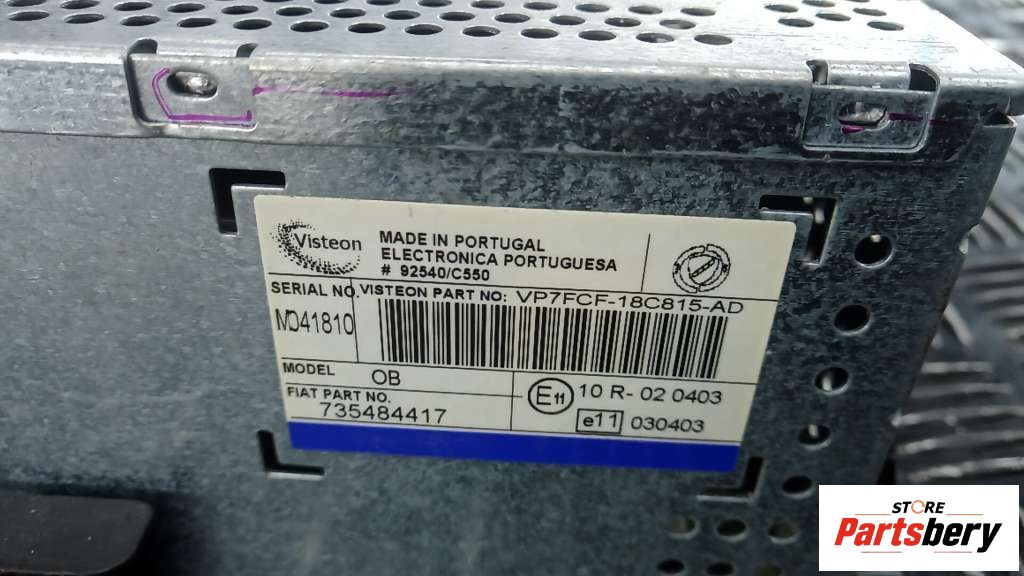 Visteon
MADE IN PORTUGAL
ELECTRONICA PORTUGUESA
# 92540/C550
SERIAL NO.
VISTEON PART NO: VP7FCF-18C815-AD
M041810
MODEL OB
FIAT PART NO.
735484417
E11 10 R- 02 0403
e11 030403
STORE
Partsbery